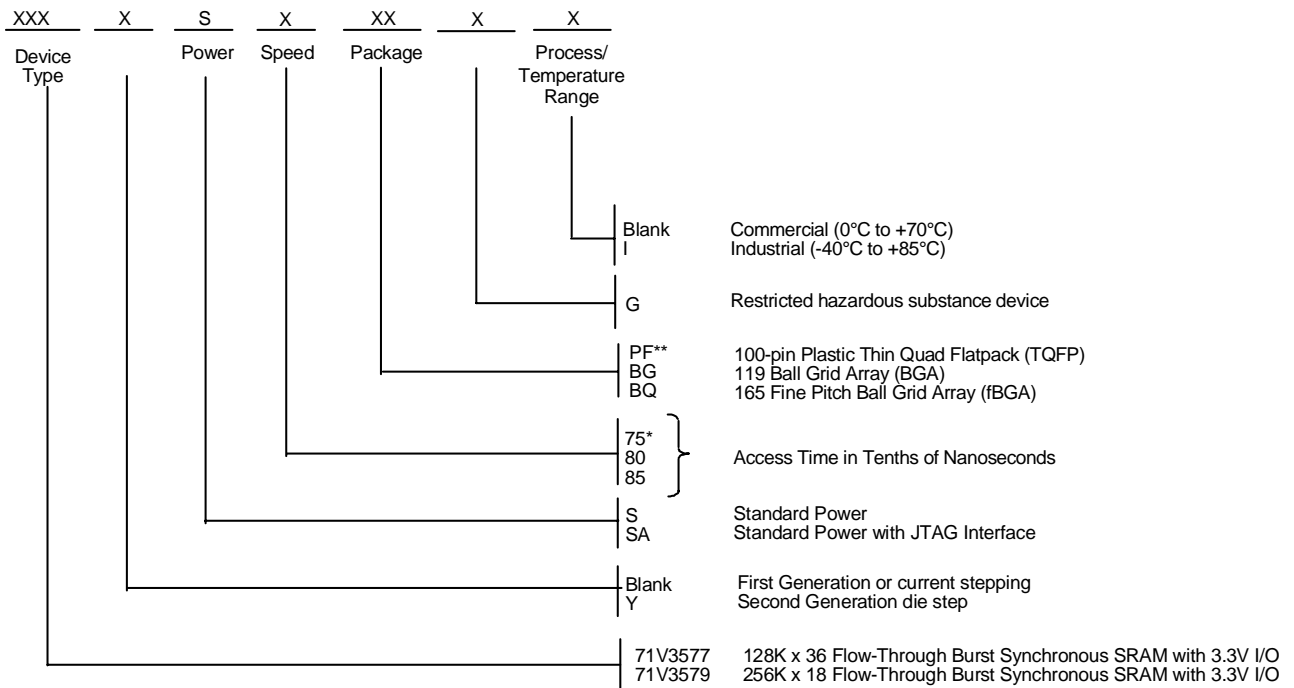 XXX X S X XX X X
Device Type Power Speed Package Process/ Temperature Range
Blank Commercial (0°C to +70°C)
I Industrial (-40°C to +85°C)
G Restricted hazardous substance device
PF** 100-pin Plastic Thin Quad Flatpack (TQFP)
BG 119 Ball Grid Array (BGA)
BQ 165 Fine Pitch Ball Grid Array (fBGA)
75*
80 Access Time in Tenths of Nanoseconds
85
S Standard Power
SA Standard Power with JTAG Interface
Blank First Generation or current stepping
Y Second Generation die step
71V3577 128K x 36 Flow-Through Burst Synchronous SRAM with 3.3V I/O
71V3579 256K x 18 Flow-Through Burst Synchronous SRAM with 3.3V I/O